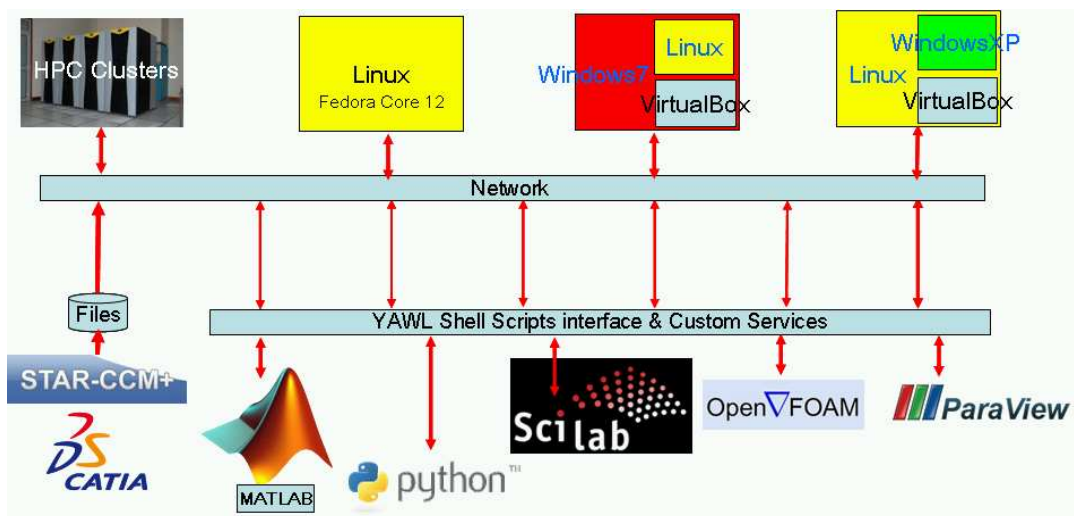 HPC Clusters
Linux
Fedora Core 12
Windows7
Linux
VirtualBox
Linux
WindowsXP
VirtualBox
Network
Files
YAWL Shell Scripts interface & Custom Services
STAR-CCM+
CATIA
MATLAB
python™
Scilab
Open∇FOAM
ParaView